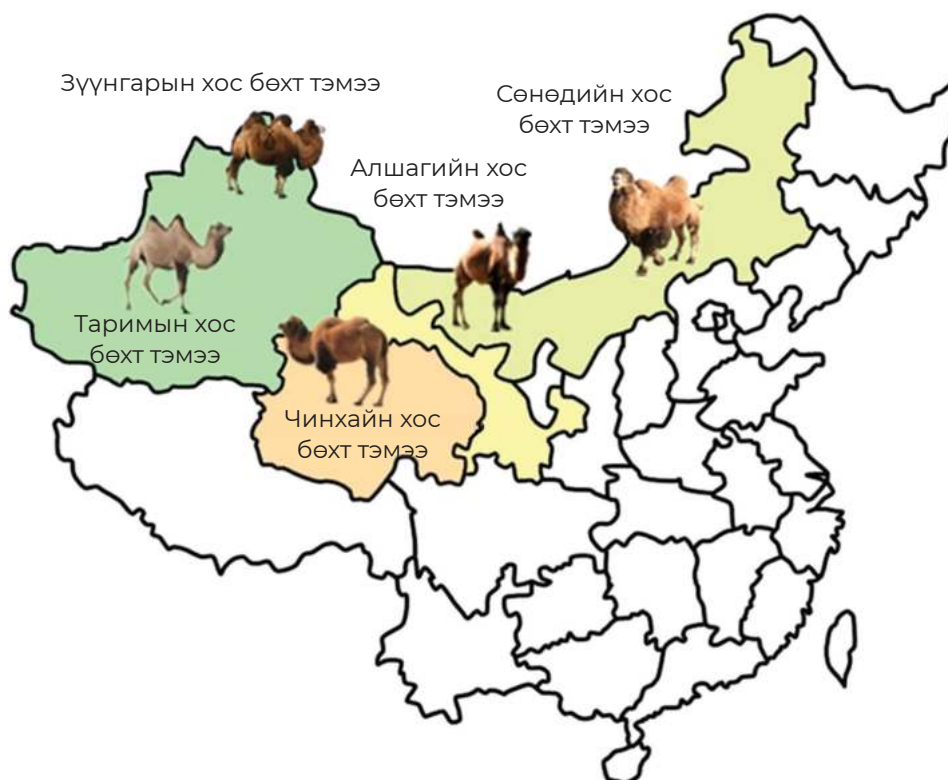 Зүүнгарын хос бөхт тэмээ
Сөнөдийн хос
бөхт тэмээ
Алшагийн хос
бөхт тэмээ
Таримын хос
бөхт тэмээ
Чинхайн хос
бөхт тэмээ